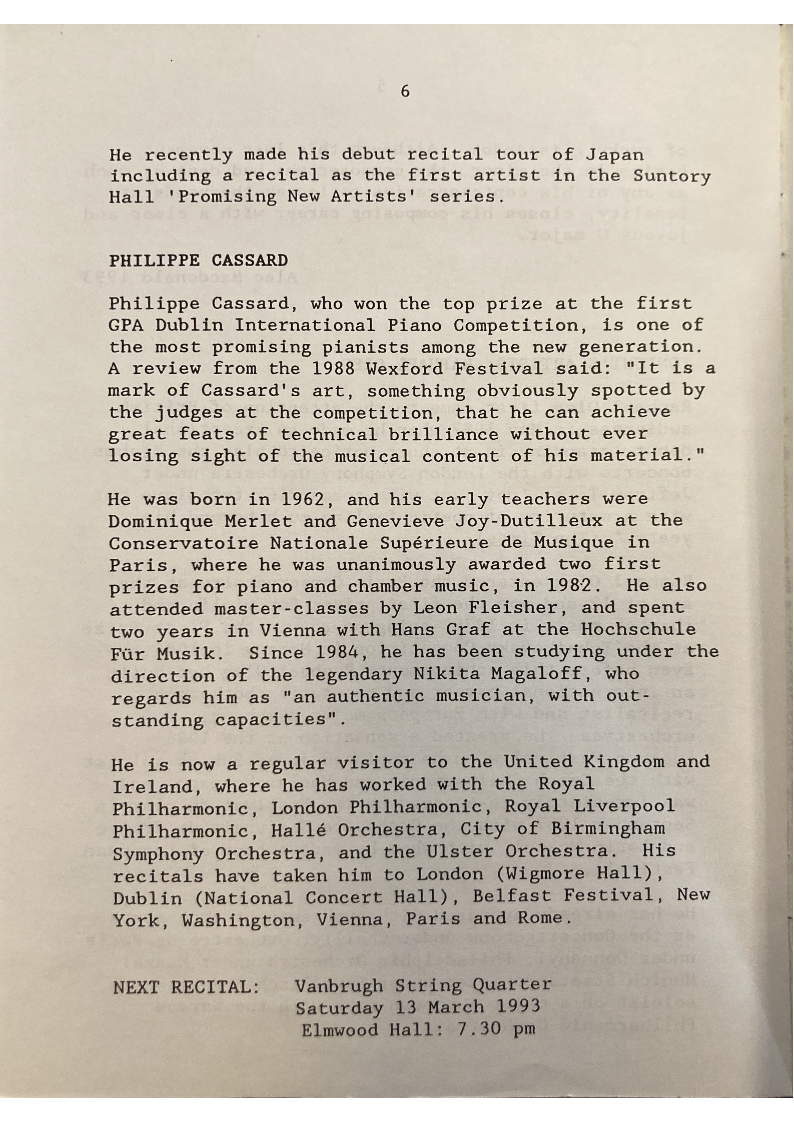 6
He recently made his debut recital tour of Japan
including a recital as the first artist in the Suntory
Hall 'Promising New Artists' series.
PHILIPPE CASSARD
Philippe Cassard, who won the top prize at the first
GPA Dublin International Piano Competition, is one of
the most promising pianists among the new generation.
A review from the 1988 Wexford Festival said: "It is a
mark of Cassard's art, something obviously spotted by
the judges at the competition, that he can achieve
great feats of technical brilliance without ever
losing sight of the musical content of his material."
He was born in 1962, and his early teachers were
Dominique Merlet and Genevieve Joy-Dutilleux at the
Conservatoire Nationale Supérieure de Musique in
Paris, where he was unanimously awarded two first
prizes for piano and chamber music, in 1982. He also
attended master-classes by Leon Fleisher, and spent
two years in Vienna with Hans Graf at the Hochschule
Für Musik. Since 1984, he has been studying under the
direction of the legendary Nikita Magaloff, who
regards him as "an authentic musician, with out-
standing capacities".
He is now a regular visitor to the United Kingdom and
Ireland, where he has worked with the Royal
Philharmonic, London Philharmonic, Royal Liverpool
Philharmonic, Hallé Orchestra, City of Birmingham
Symphony Orchestra, and the Ulster Orchestra. His
recitals have taken him to London (Wigmore Hall),
Dublin (National Concert Hall), Belfast Festival, New
York, Washington, Vienna, Paris and Rome.
NEXT RECITAL: Vanbrugh String Quarter
Saturday 13 March 1993
Elmwood Hall: 7.30 pm